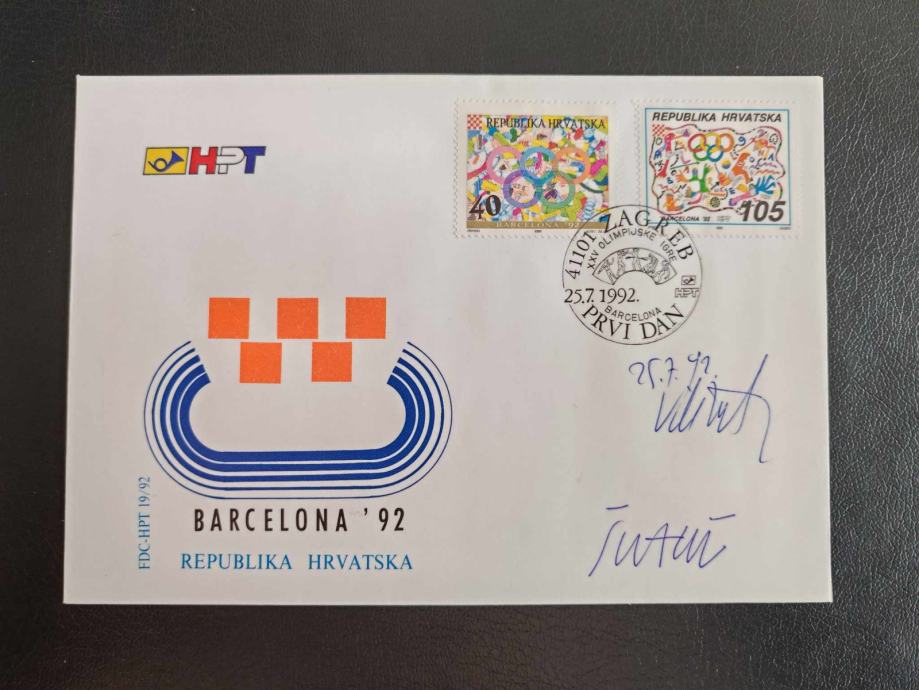 HPT
REPUBLIKA HRVATSKA
40
BARCELONA '92
REPUBLIKA HRVATSKA
BARCELONA '92 HPT
105
41101 ZAGREB
XXV OLIMPIJSKE IGRE
25.7.1992.
HPT
BARCELONA
PRVI DAN
25.7.92.
BARCELONA '92
REPUBLIKA HRVATSKA
FDC-HPT 19/92